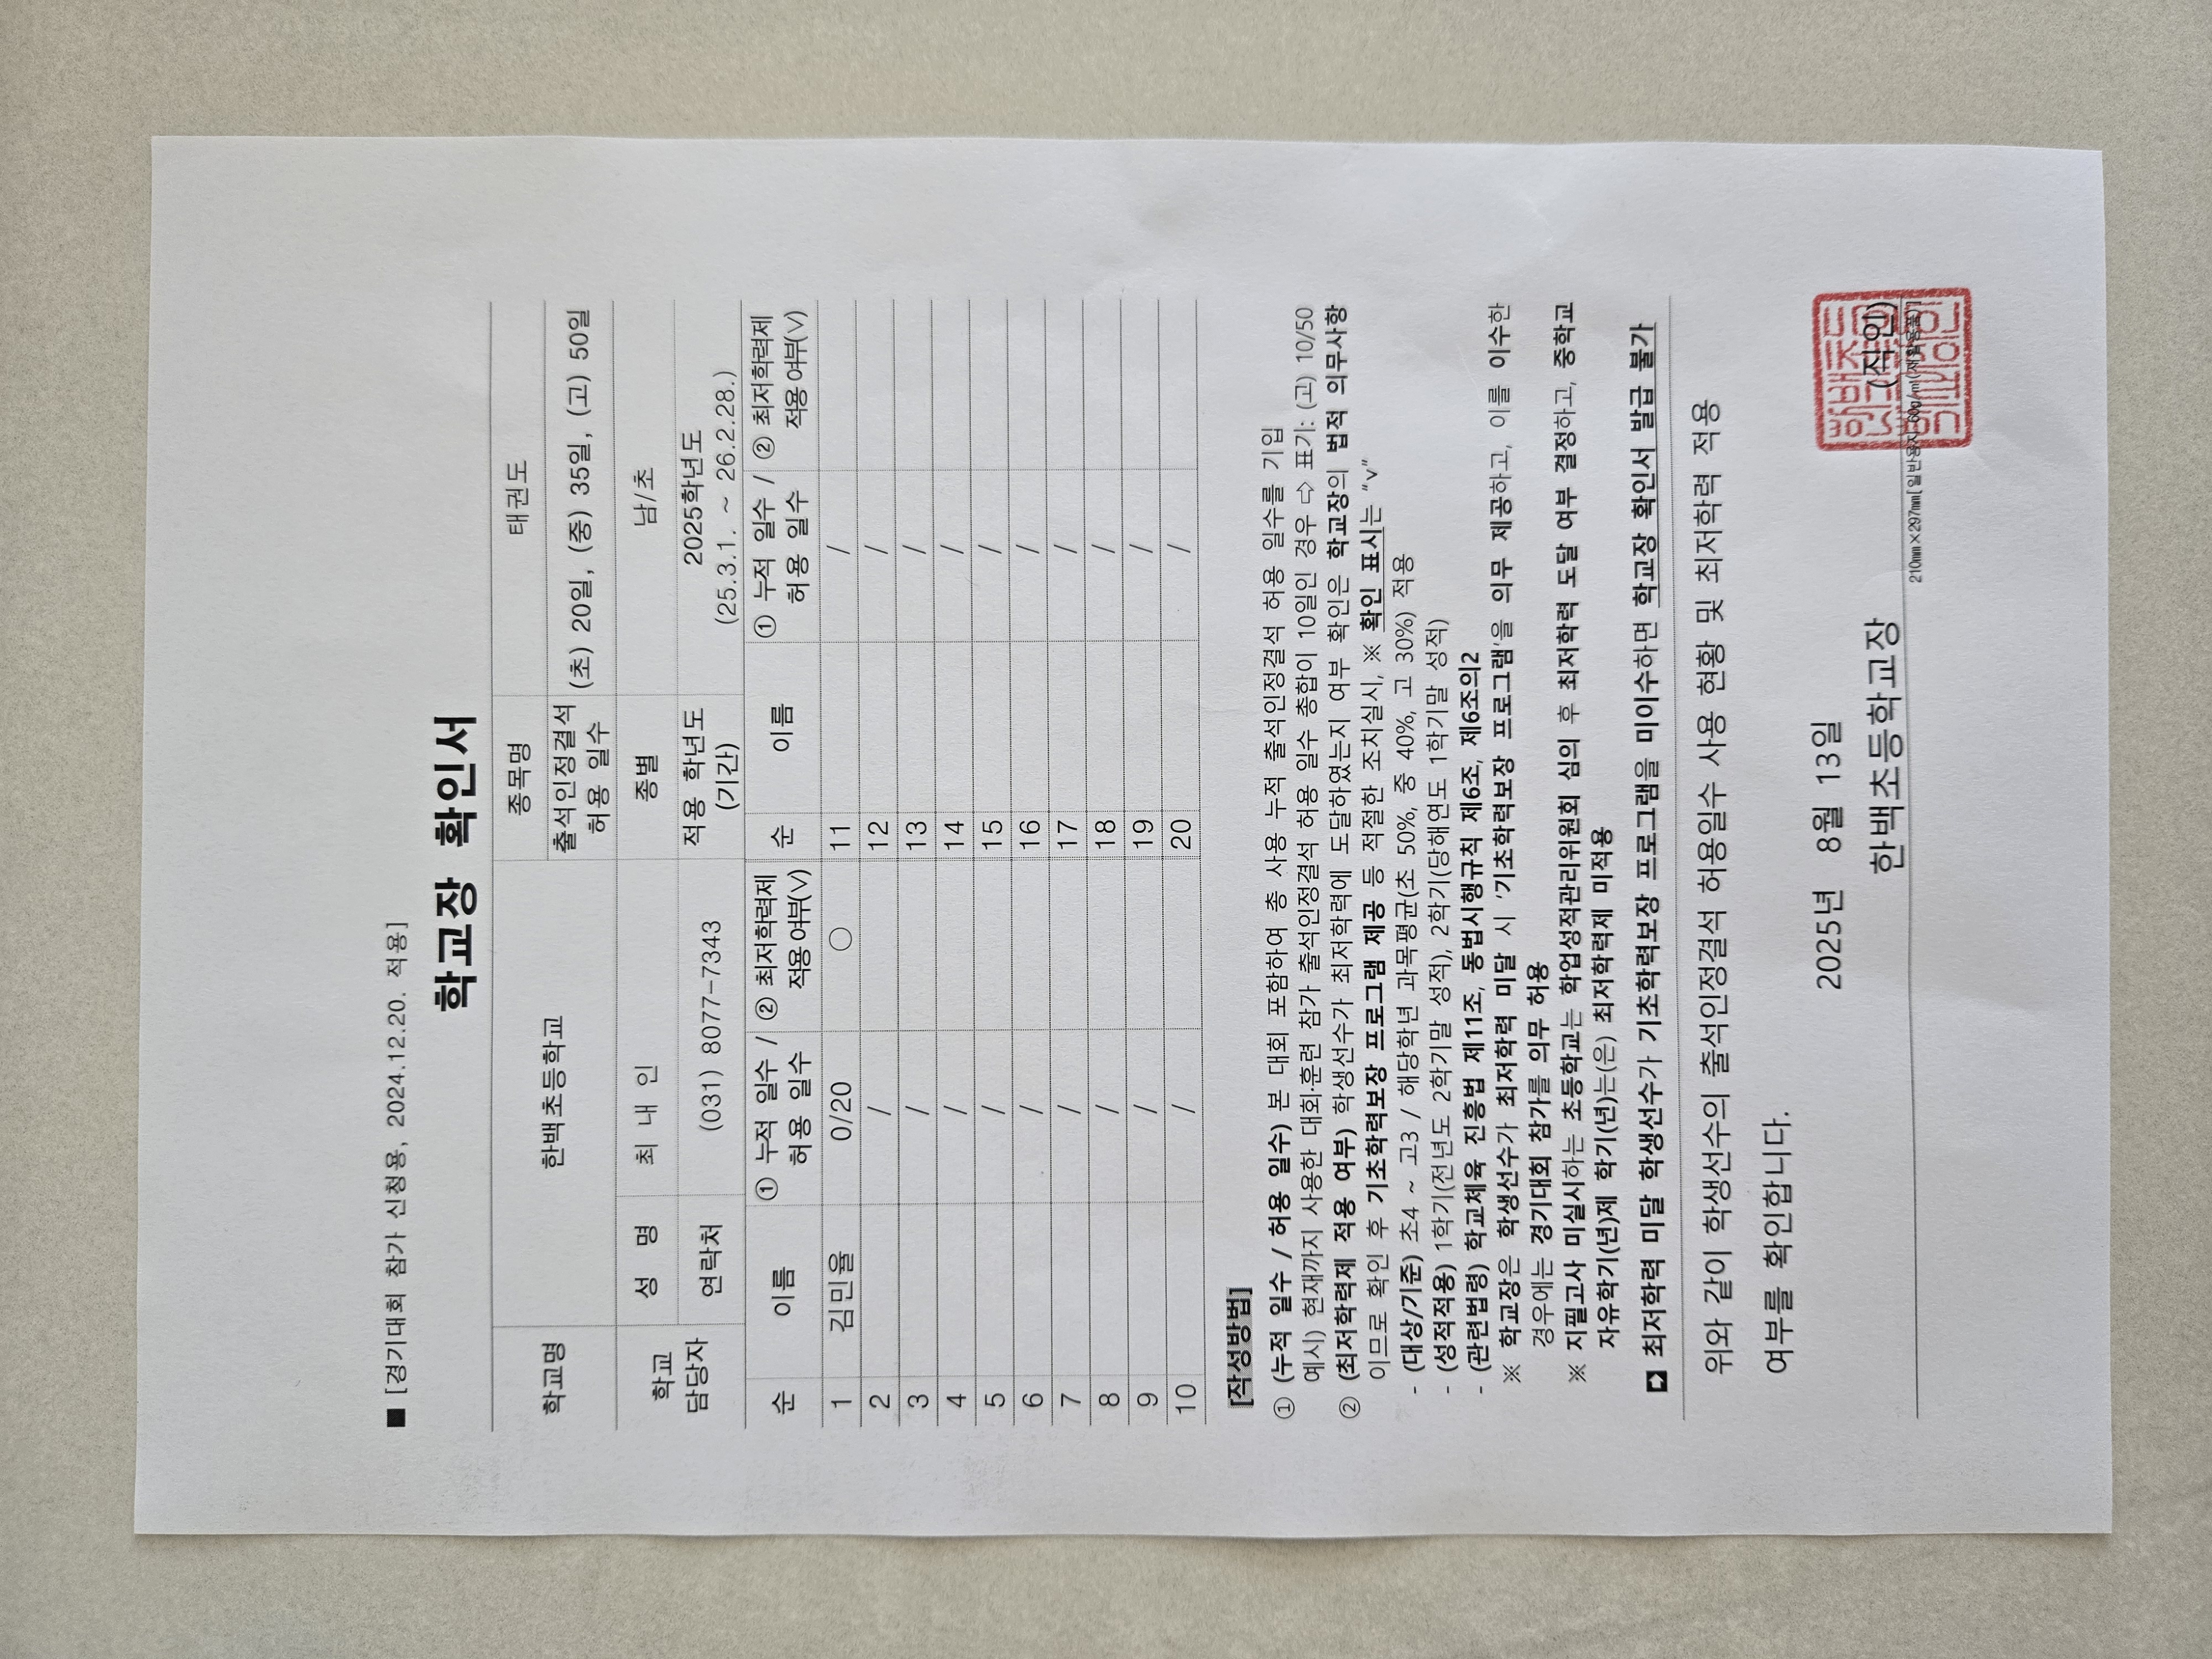 ■ [경기대회 참가 신청용, 2024.12.20. 적용]
학교장 확인서
학교명 한백초등학교 종목명 태권도
출석인정결석 허용 일수 (초) 20일, (중) 35일, (고) 50일
학교 담당자 성 명 최 내 인 종별 남/초
연락처 (031) 8077-7343 적용 학년도 (기간) 2025학년도 (25.3.1. ~ 26.2.28.)
순 이름 ① 누적 일수 / 허용 일수 ② 최저학력제 적용여부(V) 순 이름 ① 누적 일수 / 허용 일수 ② 최저학력제 적용여부(V)
1 김민율 0/20 ○ 11 /
2 / 12 /
3 / 13 /
4 / 14 /
5 / 15 /
6 / 16 /
7 / 17 /
8 / 18 /
9 / 19 /
10 / 20 /
[작성방법]
① (누적 일수 / 허용 일수) 본 대회 포함하여 총 사용 누적 출석인정결석 허용 일수를 기입
예시) 현재까지 사용한 대회·훈련 참가 출석인정결석 허용 일수 총합이 10일인 경우 ⇨ 표기: (고) 10/50
② (최저학력제 적용 여부) 학생선수가 최저학력에 도달하였는지 여부 확인은 학교장의 법적 의무사항
이므로 확인 후 기초학력보장 프로그램 제공 등 적절한 조치실시, ※ 확인 표시는 “v”
- (대상/기준) 초4 ~ 고3 / 해당학년 과목평균(초 50%, 중 40%, 고 30%) 적용
- (성적적용) 1학기(전년도 2학기말 성적), 2학기(당해연도 1학기말 성적)
- (관련법령) 학교체육 진흥법 제11조, 동법시행규칙 제6조, 제6조의2
※ 학교장은 학생선수가 최저학력 미달 시 ‘기초학력보장 프로그램’을 의무 제공하고, 이를 이수한
경우에는 경기대회 참가를 의무 허용
※ 지필고사 미실시하는 초등학교는 학업성적관리위원회 심의 후 최저학력 도달 여부 결정하고, 중학교
자유학기(년)제 학기(년)는(은) 최저학력제 미적용
➲ 최저학력 미달 학생선수가 기초학력보장 프로그램을 미이수하면 학교장 확인서 발급 불가
위와 같이 학생선수의 출석인정결석 허용일수 사용 현황 및 최저학력 적용
여부를 확인합니다.
2025년 8월 13일
한백초등학교장 (직인)
210㎜×297㎜[일반용지 60g/㎡(재활용품)]